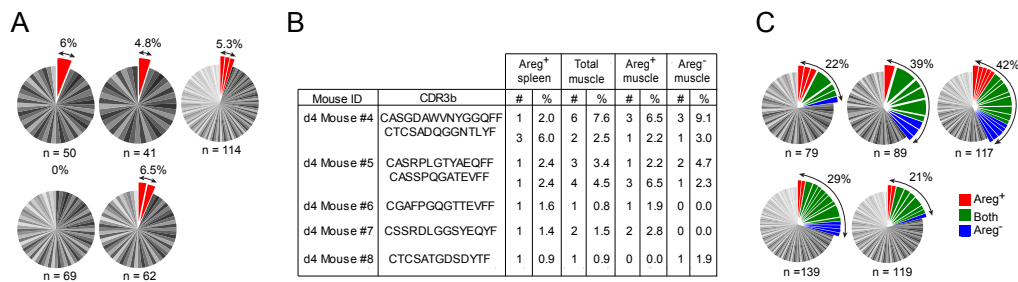 A
6%
4.8%
5.3%
n = 50
n = 41
n = 114
0%
6.5%
n = 69
n = 62
B
Areg+ spleen Total muscle Areg+ muscle Areg- muscle
Mouse ID CDR3b # % # % # % # %
d4 Mouse #4 CASGDAWVNYGGQFF 1 2.0 6 7.6 3 6.5 3 9.1
CTCSADQGGNTLYF 3 6.0 2 2.5 1 2.2 1 3.0
d4 Mouse #5 CASRPLGTYAEQFF 1 2.4 3 3.4 1 2.2 2 4.7
CASSPQGATEVFF 1 2.4 4 4.5 3 6.5 1 2.3
d4 Mouse #6 CGAFPGQGTTEVFF 1 1.6 1 0.8 1 1.9 0 0.0
d4 Mouse #7 CSSRDLGGSYEQYF 1 1.4 2 1.5 2 2.8 0 0.0
d4 Mouse #8 CTCSATGDSDYTF 1 0.9 1 0.9 0 0.0 1 1.9
C
22%
39%
42%
n = 79
n = 89
n = 117
29%
21%
n =139
n = 119
Areg+
Both
Areg-